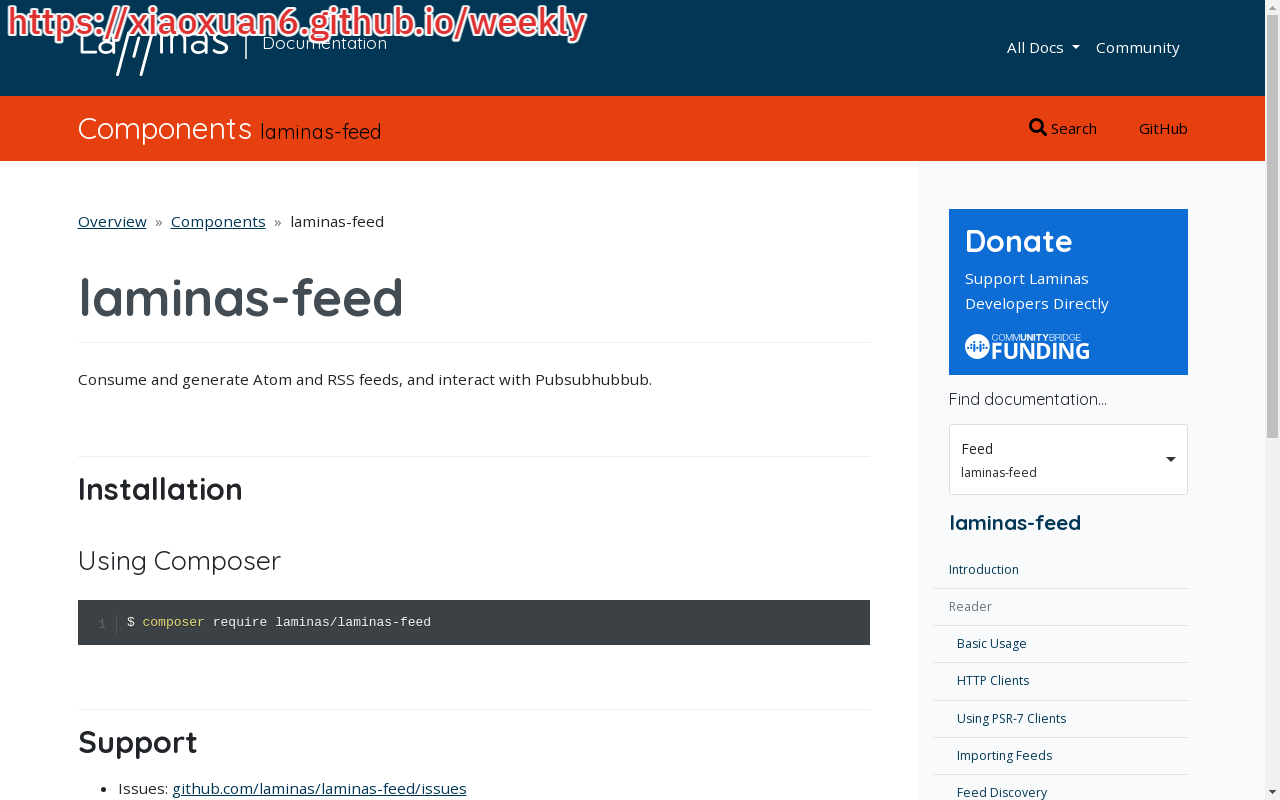 https://xiaoxuan6.github.io/weekly
Laminas | Documentation
All Docs
Community
Components laminas-feed
Search
GitHub
Overview » Components » laminas-feed
laminas-feed
Consume and generate Atom and RSS feeds, and interact with Pubsubhubbub.
Installation
Using Composer
1 $ composer require laminas/laminas-feed
Support
• Issues: github.com/laminas/laminas-feed/issues
Donate
Support Laminas
Developers Directly
COMMUNITYBRIDGE
FUNDING
Find documentation...
Feed
laminas-feed
laminas-feed
Introduction
Reader
Basic Usage
HTTP Clients
Using PSR-7 Clients
Importing Feeds
Feed Discovery